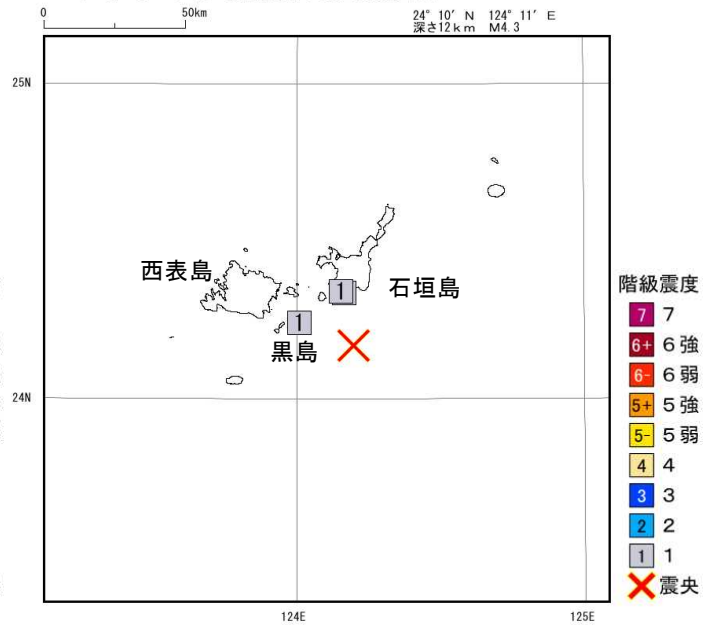 0 50km
24° 10′ N 124° 11′ E
深さ12km M4.3
25N
西表島
1
石垣島
1
黒島
24N
124E
125E
階級震度
7 7
6+ 6強
6- 6弱
5+ 5強
5- 5弱
4 4
3 3
2 2
1 1
震央